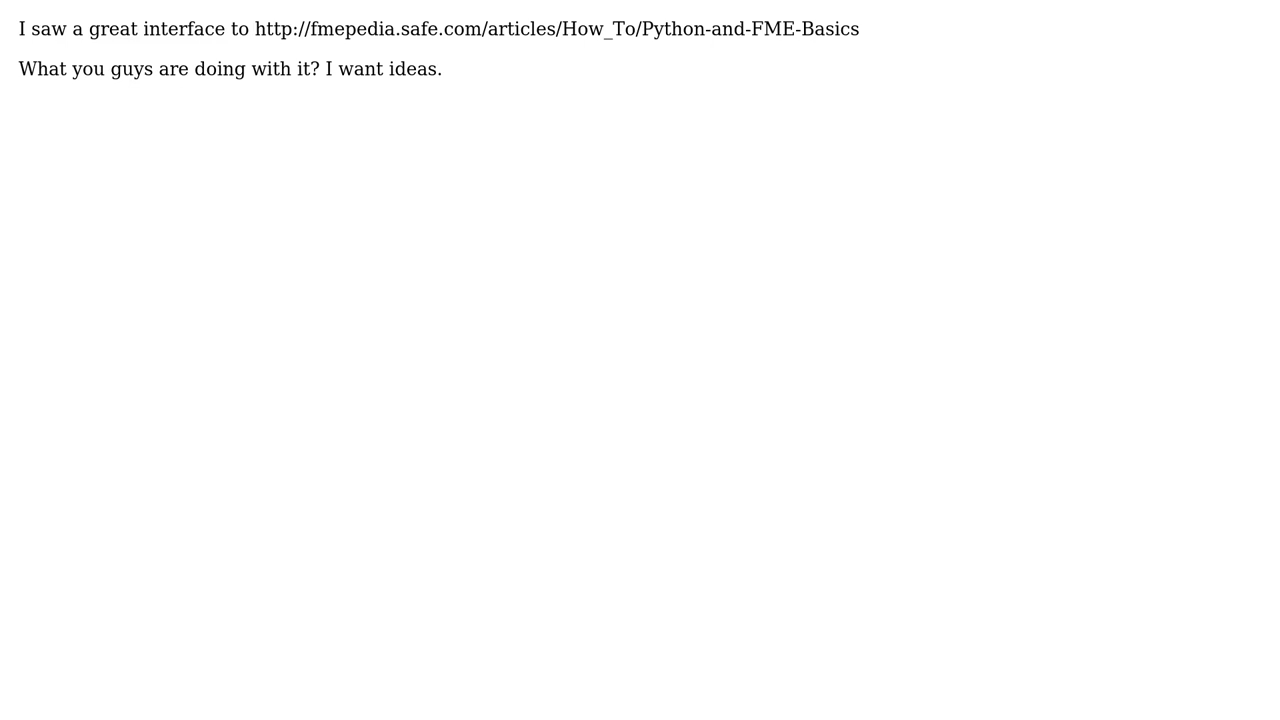 I saw a great interface to http://fmepedia.safe.com/articles/How_To/Python-and-FME-Basics
What you guys are doing with it? I want ideas.